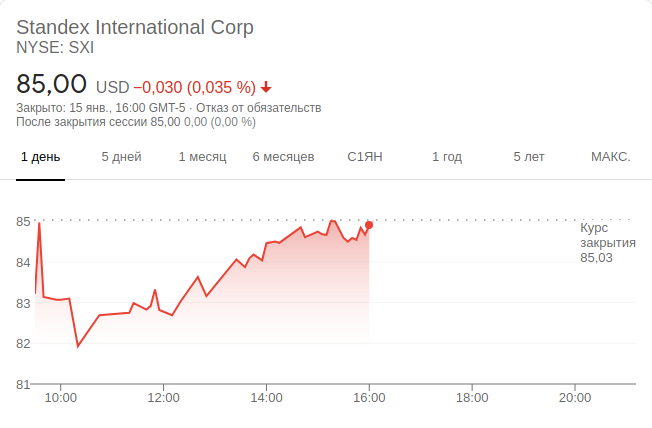 Standex International Corp
NYSE: SXI
85,00 USD −0,030 (0,035 %)
Закрыто: 15 янв., 16:00 GMT-5 · Отказ от обязательств
После закрытия сессии 85,00 0,00 (0,00 %)
1 день 5 дней 1 месяц 6 месяцев С1ЯН 1 год 5 лет МАКС.
85
Курс
закрытия
85,03
84
83
82
81
10:00 12:00 14:00 16:00 18:00 20:00